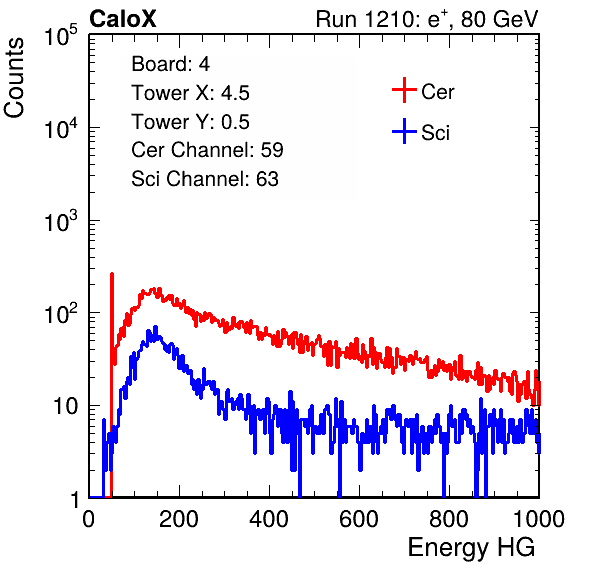 CaloX Run 1210: e⁺, 80 GeV
Counts
10⁵
10⁴
10³
10²
10
1
Board: 4
Tower X: 4.5
Tower Y: 0.5
Cer Channel: 59
Sci Channel: 63
Cer
Sci
0 200 400 600 800 1000
Energy HG